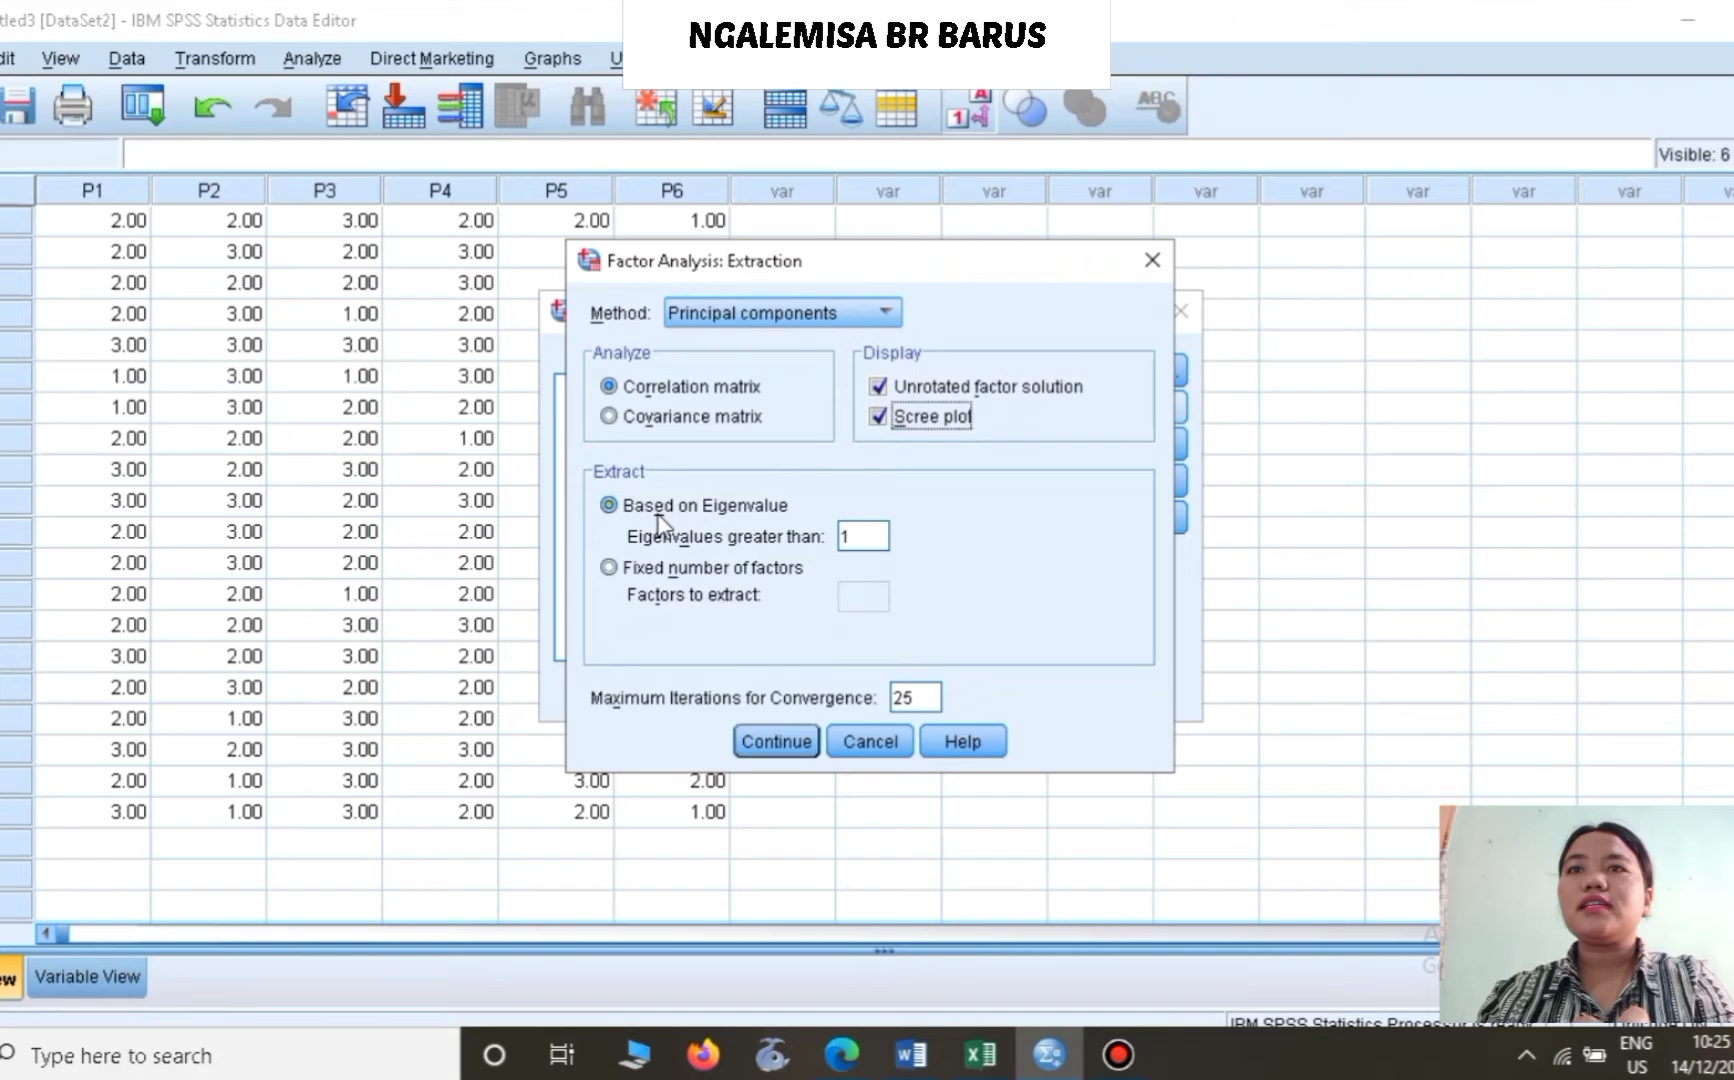 tled3 [DataSet2] - IBM SPSS Statistics Data Editor
NGALEMISA BR BARUS
dit View Data Transform Analyze Direct Marketing Graphs U
Visible: 6
P1 P2 P3 P4 P5 P6 var var var var var var var var var
2.00 2.00 3.00 2.00 2.00 1.00
2.00 3.00 2.00 3.00
2.00 2.00 2.00 3.00
2.00 3.00 1.00 2.00
3.00 3.00 2.00 3.00
1.00 3.00 1.00 3.00
1.00 3.00 2.00 2.00
2.00 2.00 2.00 1.00
3.00 2.00 3.00 2.00
3.00 3.00 2.00 3.00
2.00 2.00 3.00 2.00
2.00 2.00 3.00 2.00
2.00 2.00 1.00 2.00
2.00 2.00 3.00 3.00
3.00 2.00 3.00 2.00
2.00 3.00 2.00 2.00
2.00 1.00 3.00 2.00
3.00 2.00 3.00 3.00
2.00 1.00 3.00 2.00 3.00 2.00
3.00 1.00 3.00 2.00 2.00 1.00
Factor Analysis: Extraction
Method: Principal components
Analyze
Correlation matrix
Covariance matrix
Display
Unrotated factor solution
Scree plot
Extract
Based on Eigenvalue
Eigenvalues greater than: 1
Fixed number of factors
Factors to extract:
Maximum Iterations for Convergence: 25
Continue Cancel Help
ew Variable View
IBM SPSS Statistics Processor is ready
Type here to search
ENG
US
10:25
14/12/20